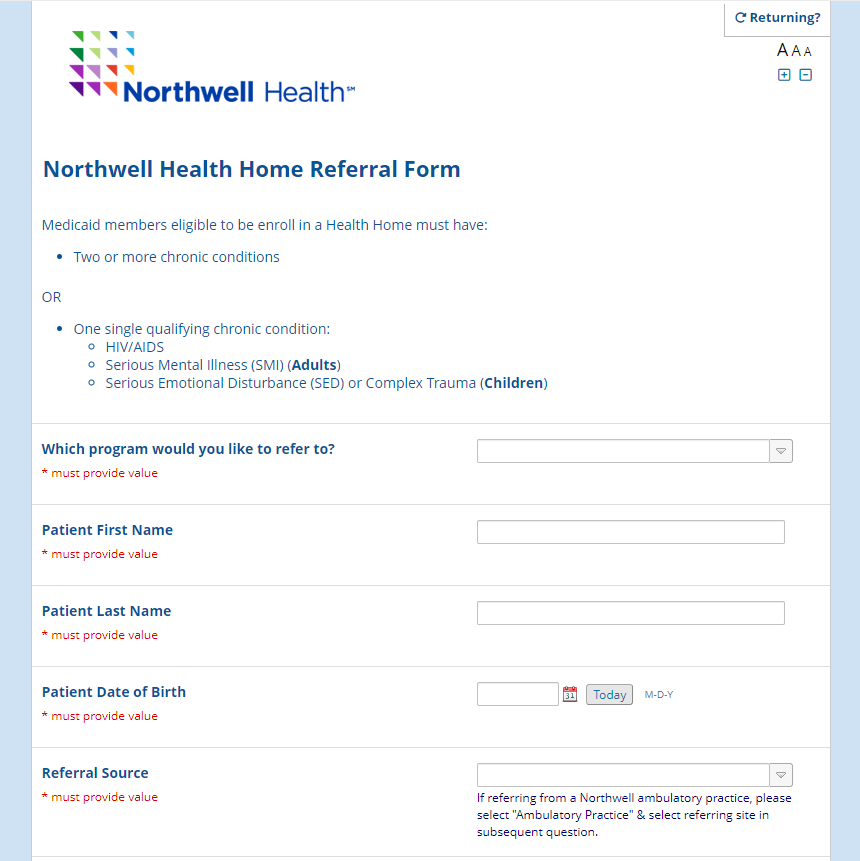 Returning?
A A A
Northwell Health℠
Northwell Health Home Referral Form
Medicaid members eligible to be enroll in a Health Home must have:
• Two or more chronic conditions
OR
• One single qualifying chronic condition:
HIV/AIDS
Serious Mental Illness (SMI) (Adults)
Serious Emotional Disturbance (SED) or Complex Trauma (Children)
Which program would you like to refer to?
* must provide value
Patient First Name
* must provide value
Patient Last Name
* must provide value
Patient Date of Birth
31 Today M-D-Y
* must provide value
Referral Source
* must provide value
If referring from a Northwell ambulatory practice, please
select "Ambulatory Practice" & select referring site in
subsequent question.